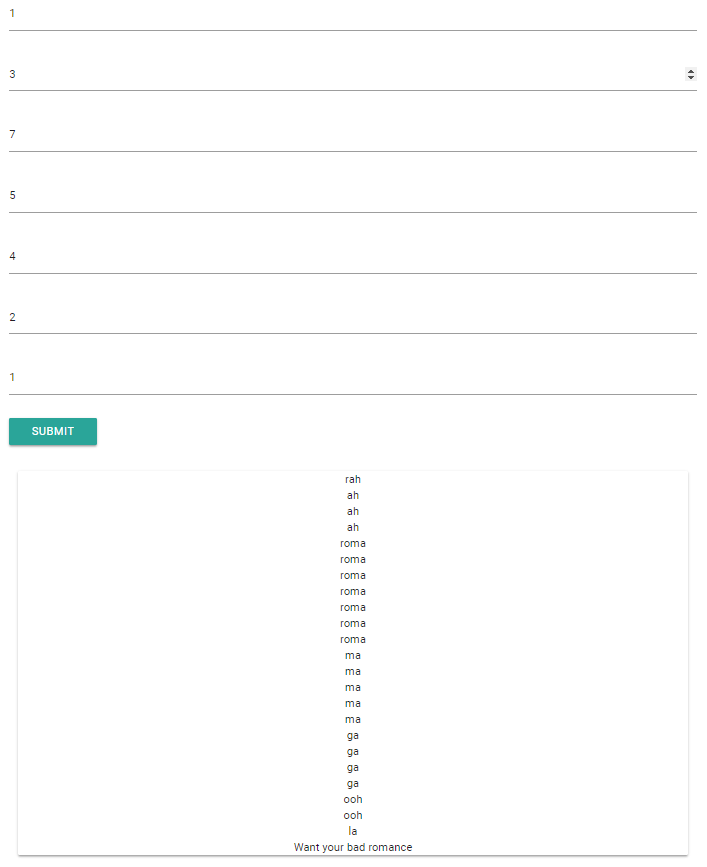 1
3
7
5
4
2
1
SUBMIT
rah
ah
ah
ah
roma
roma
roma
roma
roma
roma
roma
ma
ma
ma
ma
ma
ga
ga
ga
ga
ooh
ooh
la
Want your bad romance